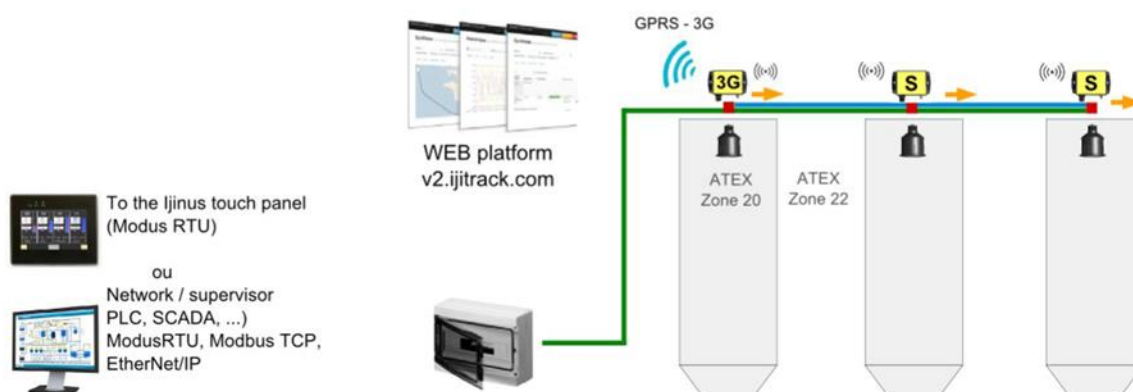 GPRS - 3G
3G
S
S
WEB platform
v2.ijitrack.com
ATEX
Zone 20
ATEX
Zone 22
To the Ijinus touch panel
(Modus RTU)
ou
Network / supervisor
PLC, SCADA, ...)
ModusRTU, Modbus TCP,
EtherNet/IP